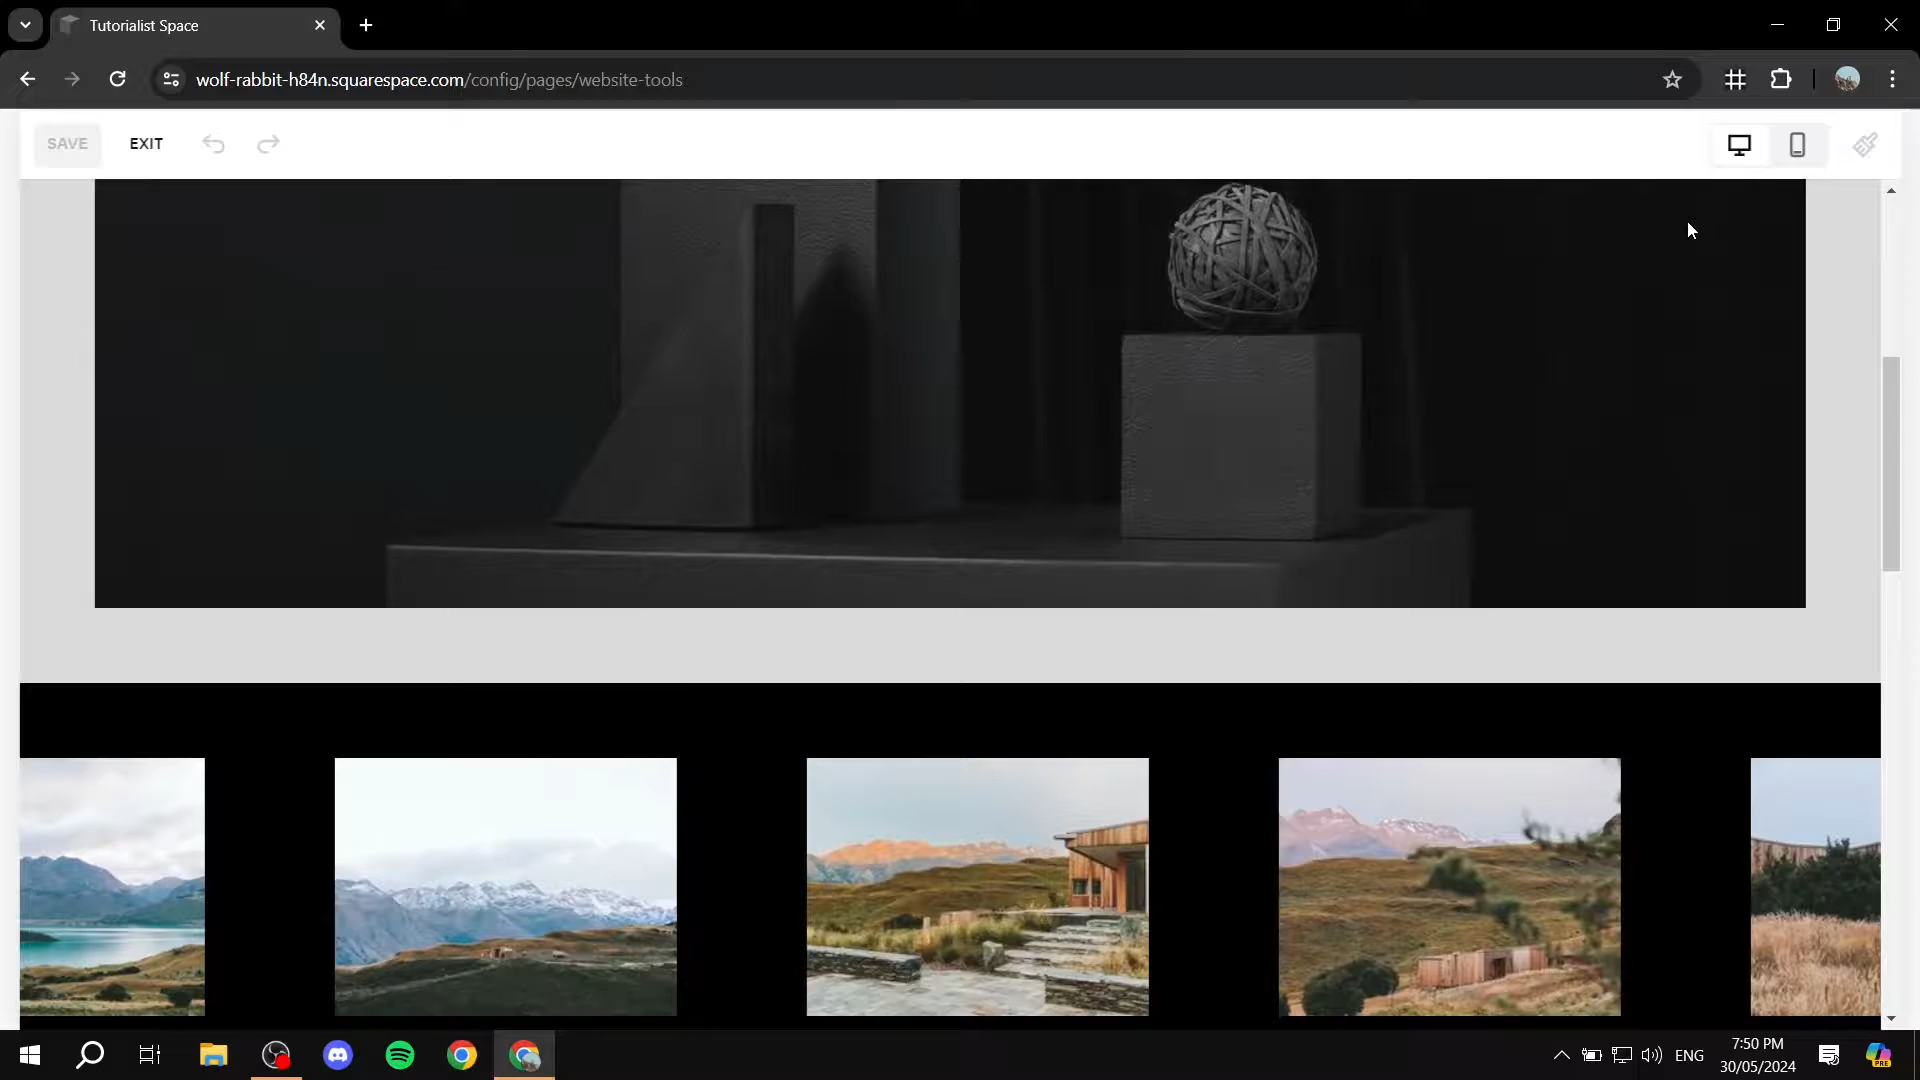 Tutorialist Space
wolf-rabbit-h84n.squarespace.com/config/pages/website-tools
SAVE
EXIT
ENG
7:50 PM
30/05/2024
PRE